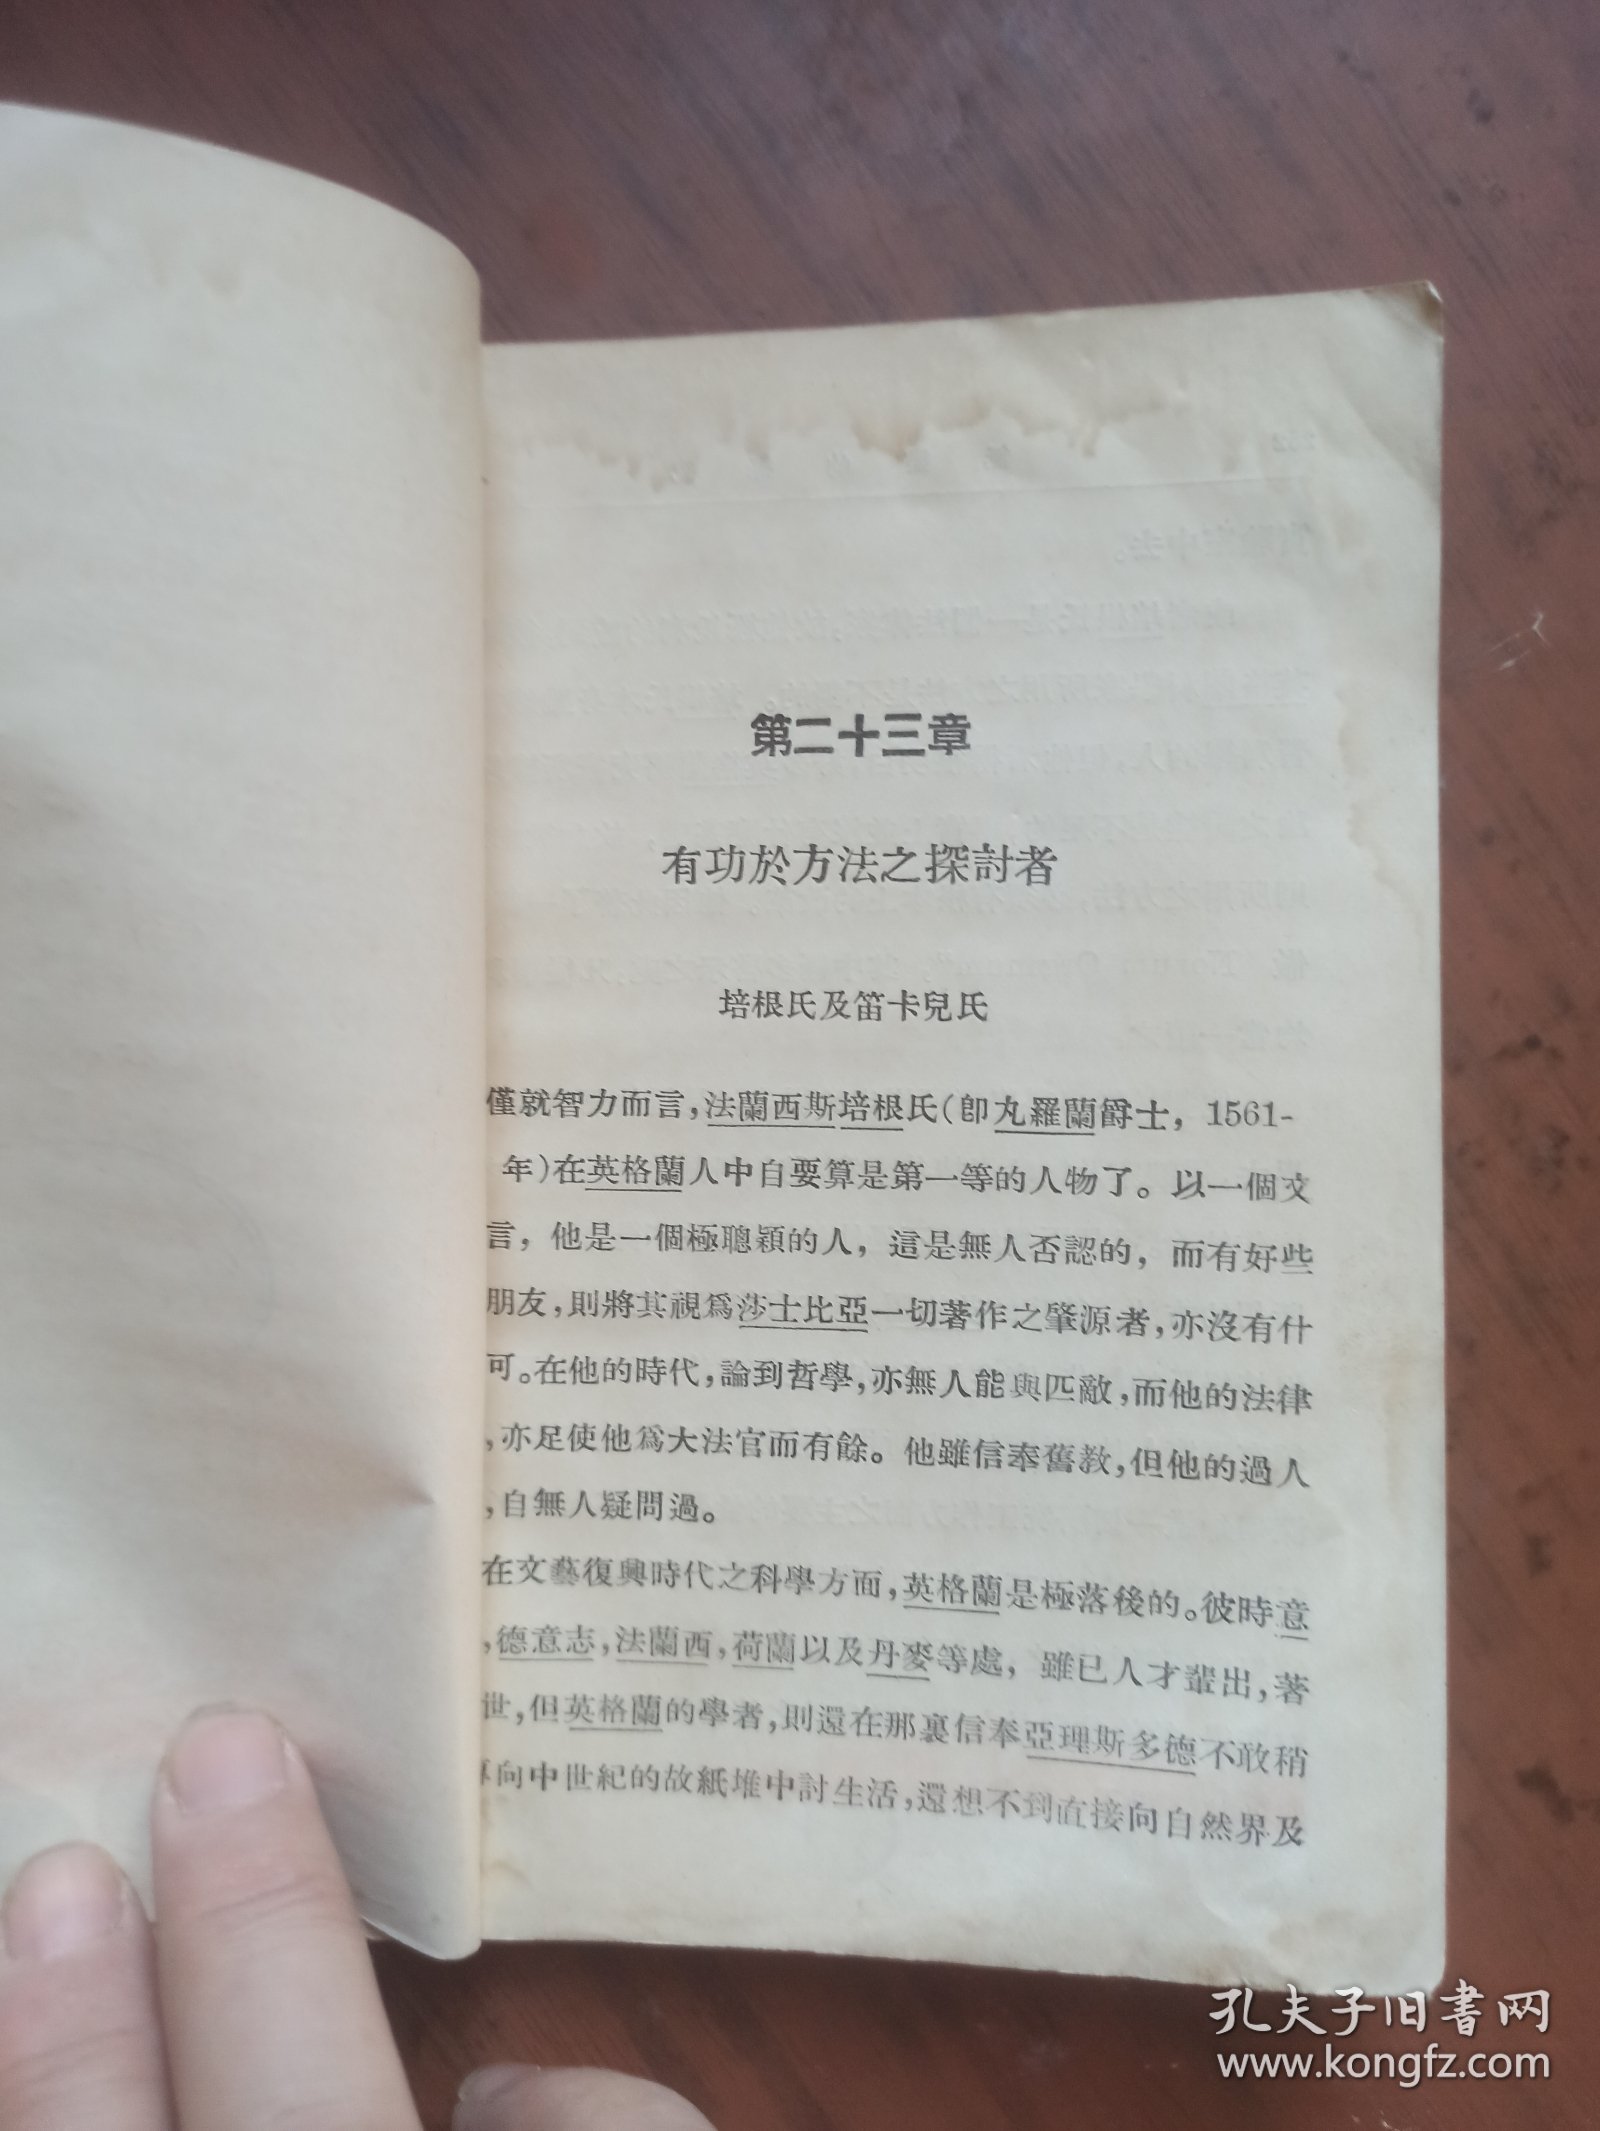 第二十三章
有功於方法之探討者
培根氏及笛卡兒氏
僅就智力而言,法蘭西斯培根氏(卽丸羅蘭爵士，1561-
年)在英格蘭人中自要算是第一等的人物了。以一個文
言，他是一個極聰穎的人，這是無人否認的，而有好些
朋友,則將其視爲莎士比亞一切著作之肇源者,亦沒有什
可。在他的時代,論到哲學,亦無人能與匹敵,而他的法律
,亦足使他爲大法官而有餘。他雖信奉舊敎,但他的過人
,自無人疑問過。
在文藝復興時代之科學方面,英格蘭是極落後的。彼時意
,德意志,法蘭西,荷蘭以及丹麥等處，雖已人才輩出,著
世,但英格蘭的學者,則還在那裏信奉亞理斯多德不敢稍
向中世紀的故紙堆中討生活,還想不到直接向自然界及
孔夫子旧書网
www.kongfz.com